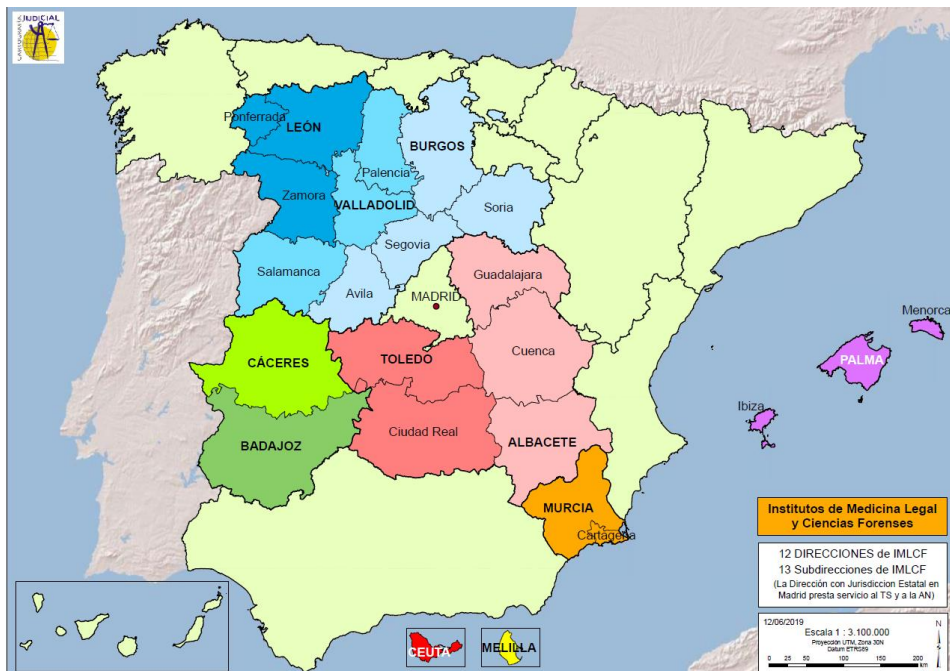 CARTOGRAFÍA JUDICIAL
Ponferrada
LEÓN
BURGOS
Palencia
Zamora
VALLADOLID
Soria
Segovia
Salamanca
Guadalajara
Avila
MADRID
Menorca
CÁCERES
TOLEDO
Cuenca
PALMA
Ibiza
BADAJOZ
Ciudad Real
ALBACETE
MURCIA
Cartagena
Institutos de Medicina Legal
y Ciencias Forenses
12 DIRECCIONES de IMLCF
13 Subdirecciones de IMLCF
(La Dirección con Jurisdiccion Estatal en
Madrid presta servicio al TS y a la AN)
12/06/2019
Escala 1 : 3.100.000
Proyección UTM, Zona 30N
Datum ETRS89
N
0 25 50 100 150 200
km
CEUTA
MELILLA